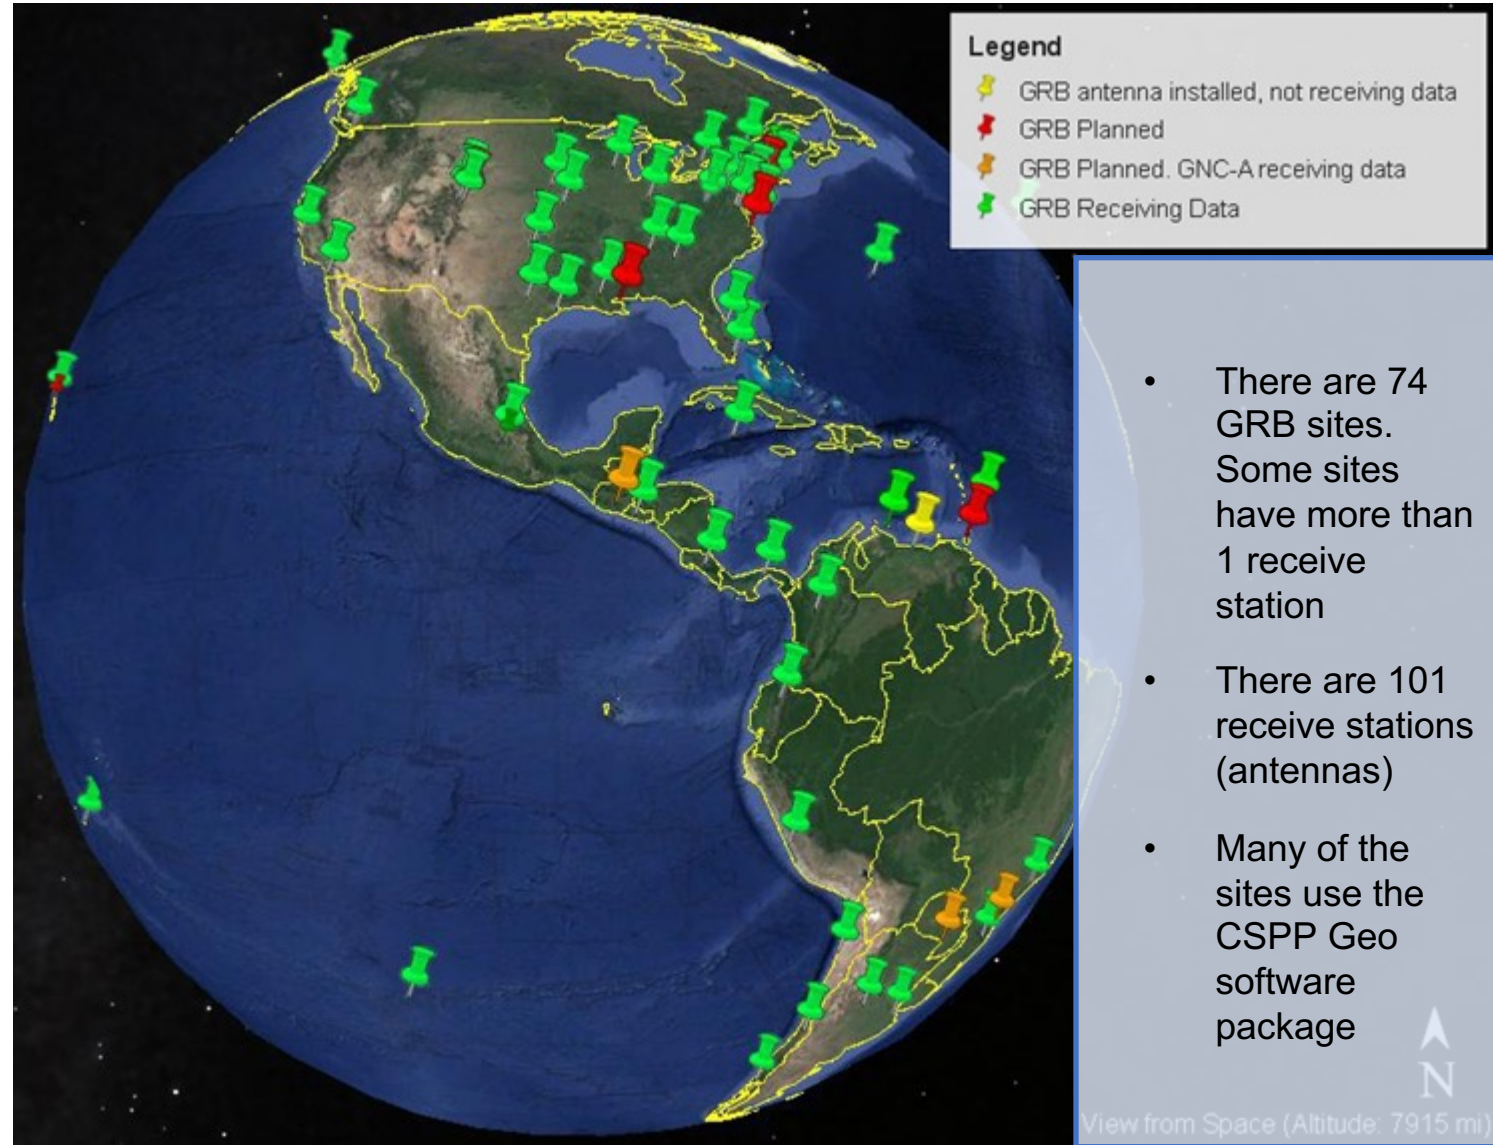 Legend
GRB antenna installed, not receiving data
GRB Planned
GRB Planned. GNC-A receiving data
GRB Receiving Data
• There are 74
GRB sites.
Some sites
have more than
1 receive
station
• There are 101
receive stations
(antennas)
• Many of the
sites use the
CSPP Geo
software
package
N
View from Space (Altitude: 7915 mi)